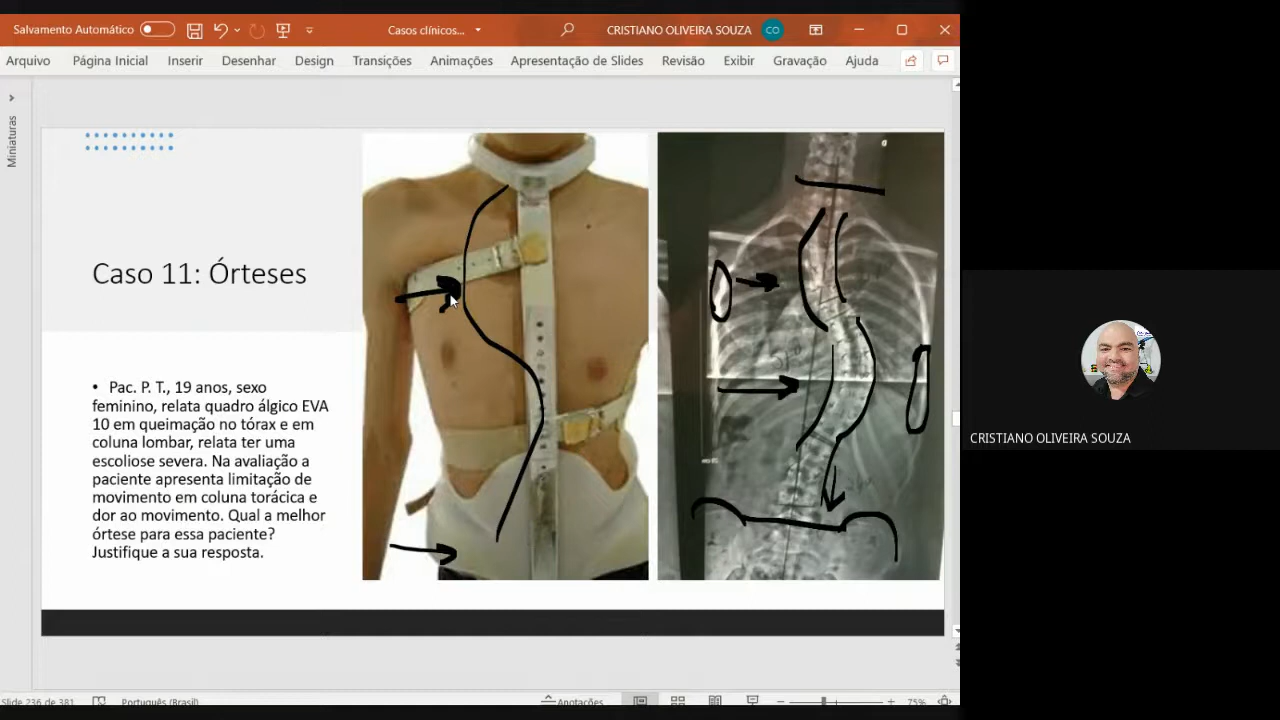 Salvamento Automático
Casos clínicos...
CRISTIANO OLIVEIRA SOUZA
CO
Arquivo
Página Inicial
Inserir
Desenhar
Design
Transições
Animações
Apresentação de Slides
Revisão
Exibir
Gravação
Ajuda
Miniaturas
Caso 11: Órteses
• Pac. P. T., 19 anos, sexo
feminino, relata quadro álgico EVA
10 em queimação no tórax e em
coluna lombar, relata ter uma
escoliose severa. Na avaliação a
paciente apresenta limitação de
movimento em coluna torácica e
dor ao movimento. Qual a melhor
órtese para essa paciente?
Justifique a sua resposta.
CRISTIANO OLIVEIRA SOUZA
Slide 236 de 381
Português (Brasil)
Anotações
75%